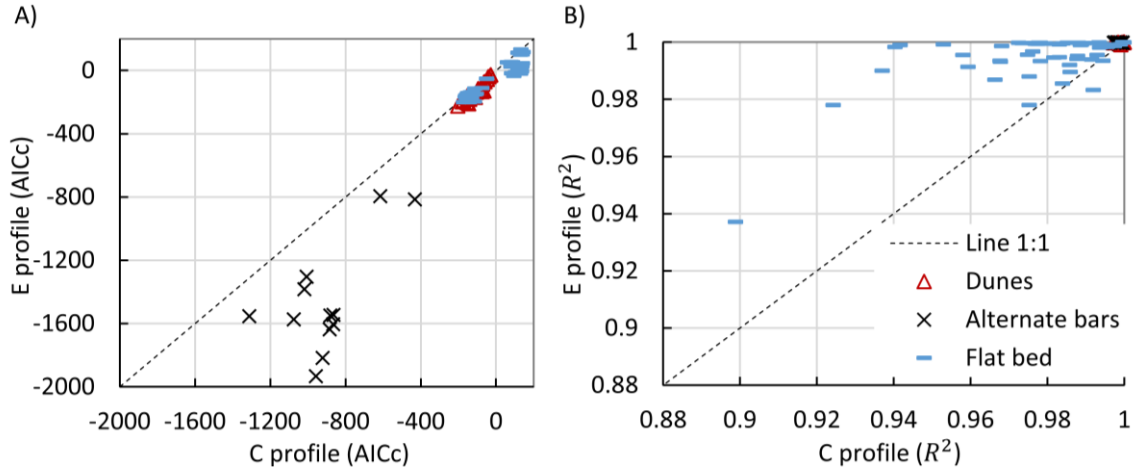 A)
0
-400
-800
-1200
-1600
-2000
-2000 -1600 -1200 -800 -400 0
E profile (AICc)
C profile (AICc)
B)
1
0.98
0.96
0.94
0.92
0.9
0.88
0.88 0.9 0.92 0.94 0.96 0.98 1
E profile (R²)
C profile (R²)
Line 1:1
Dunes
Alternate bars
Flat bed